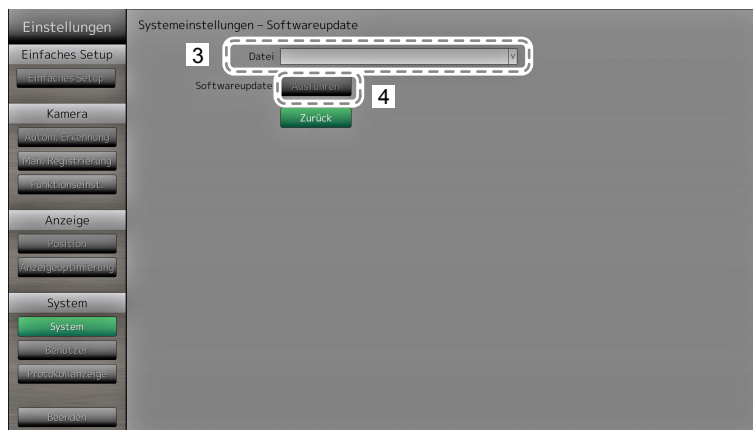 Einstellungen
Einfaches Setup
Einfaches Setup
Kamera
Autom. Erkennung
Man. Registrierung
Funktionseinst.
Anzeige
Position
Anzeigeoptimierung
System
System
Benutzer
Protokollanzeige
Beenden
Systemeinstellungen – Softwareupdate
3
Datei
Softwareupdate Ausführen
4
Zurück